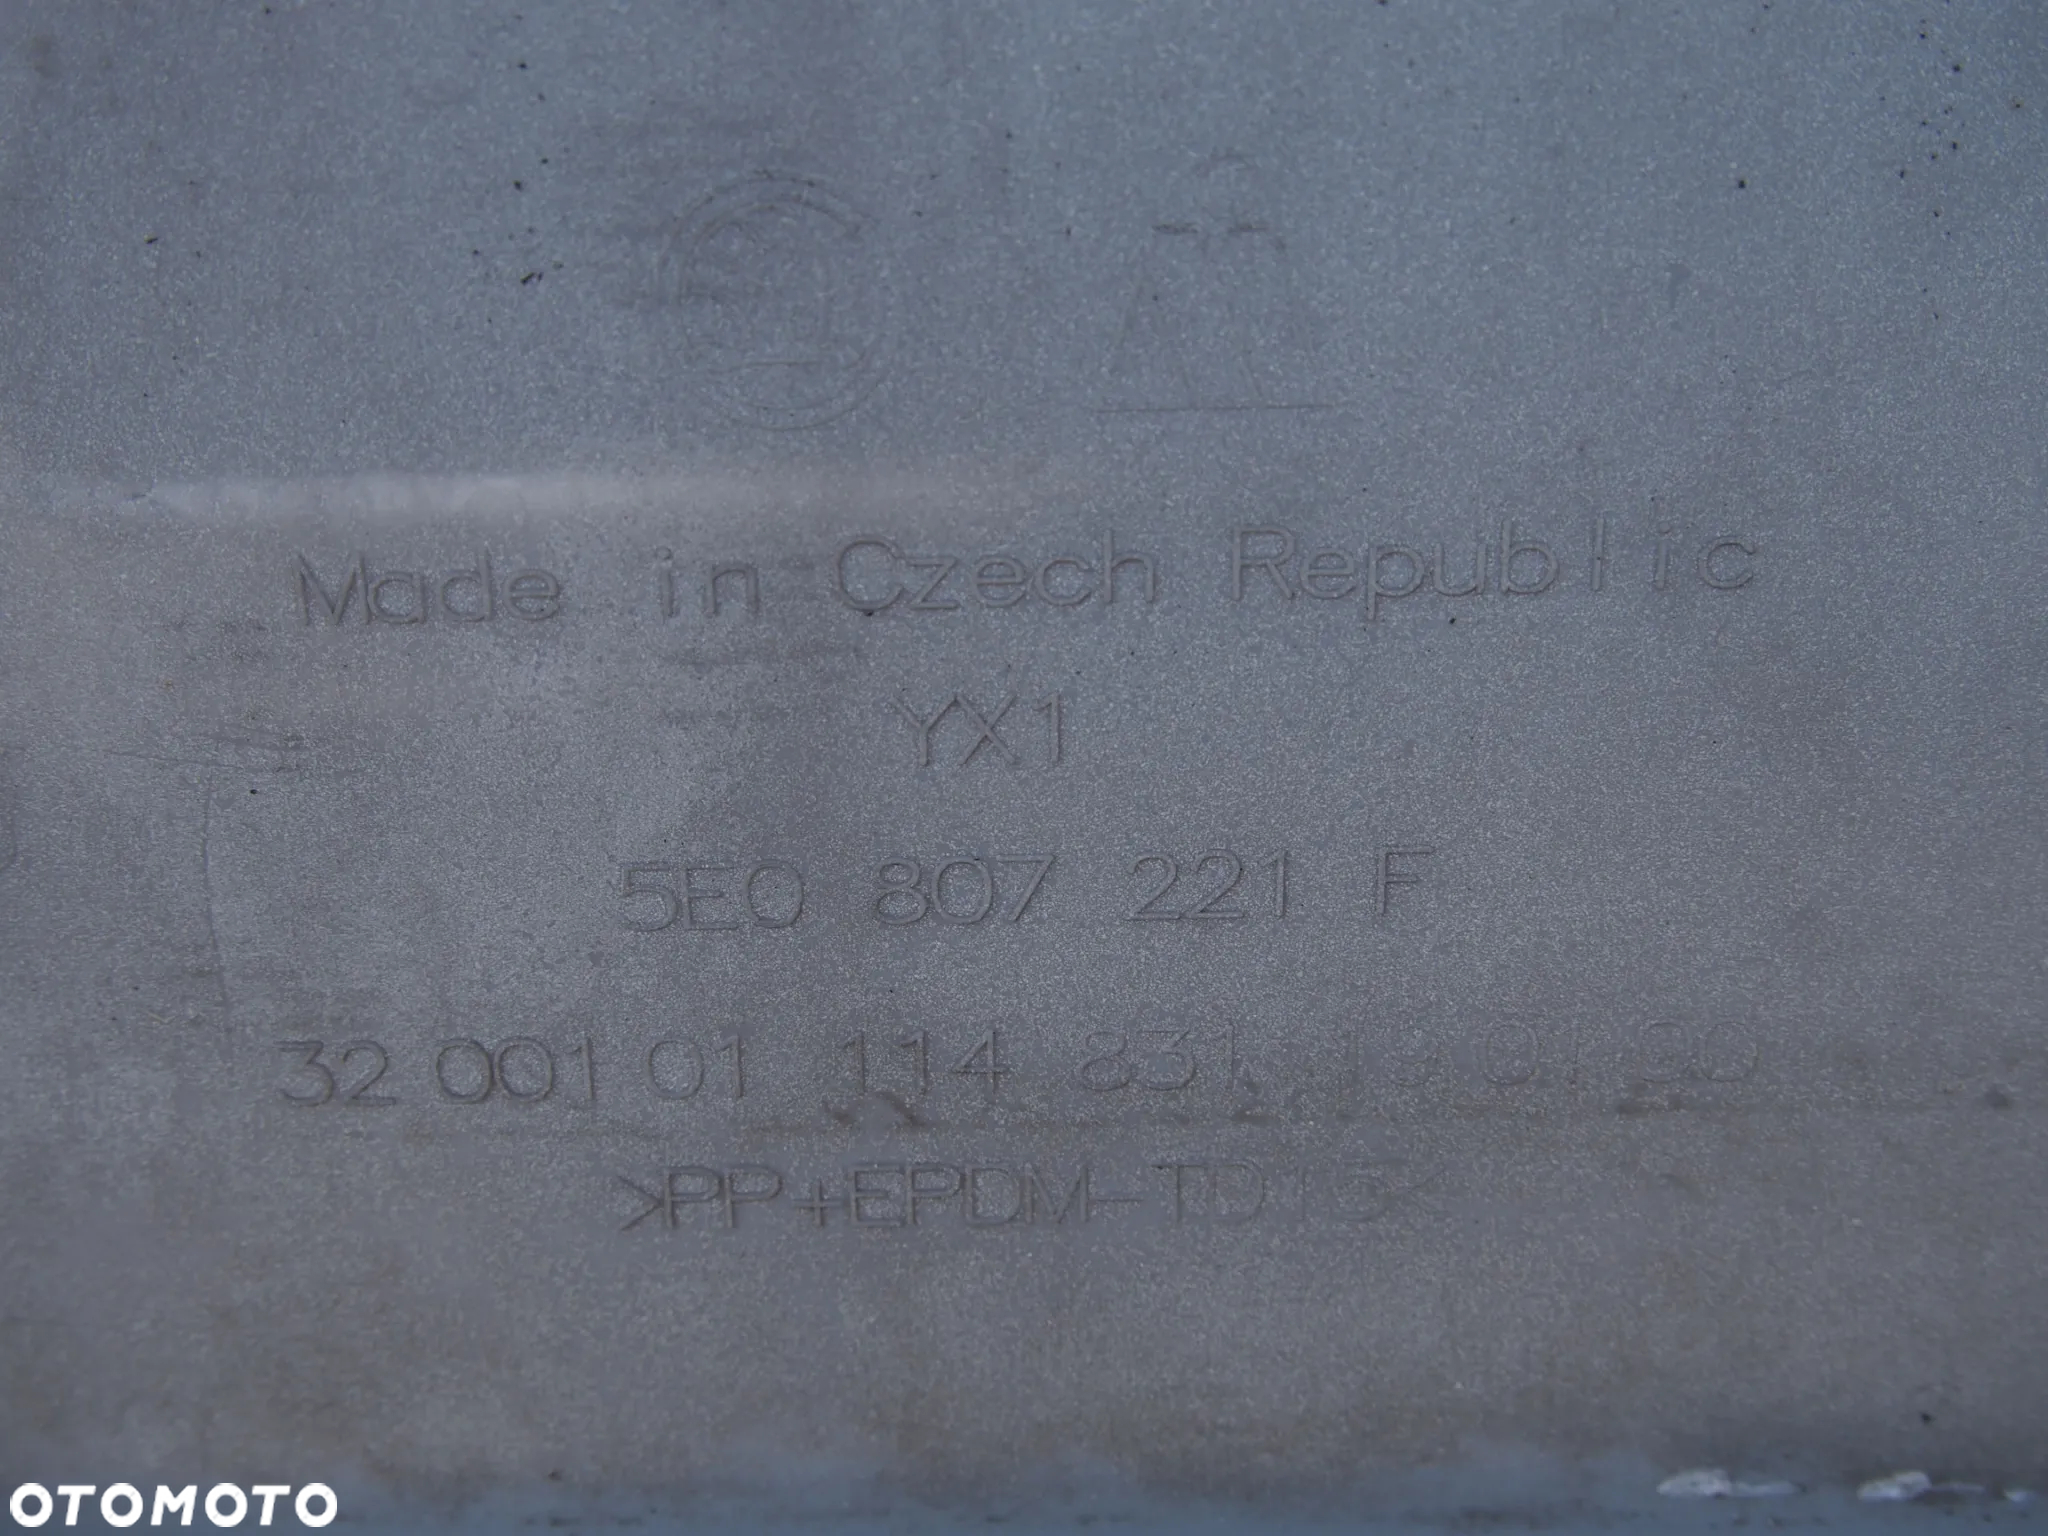 Made in Czech Republic
YX1
5E0 807 221 F
32 001 01 114 831
>PP+EPDM-TD15<
OTOMOTO